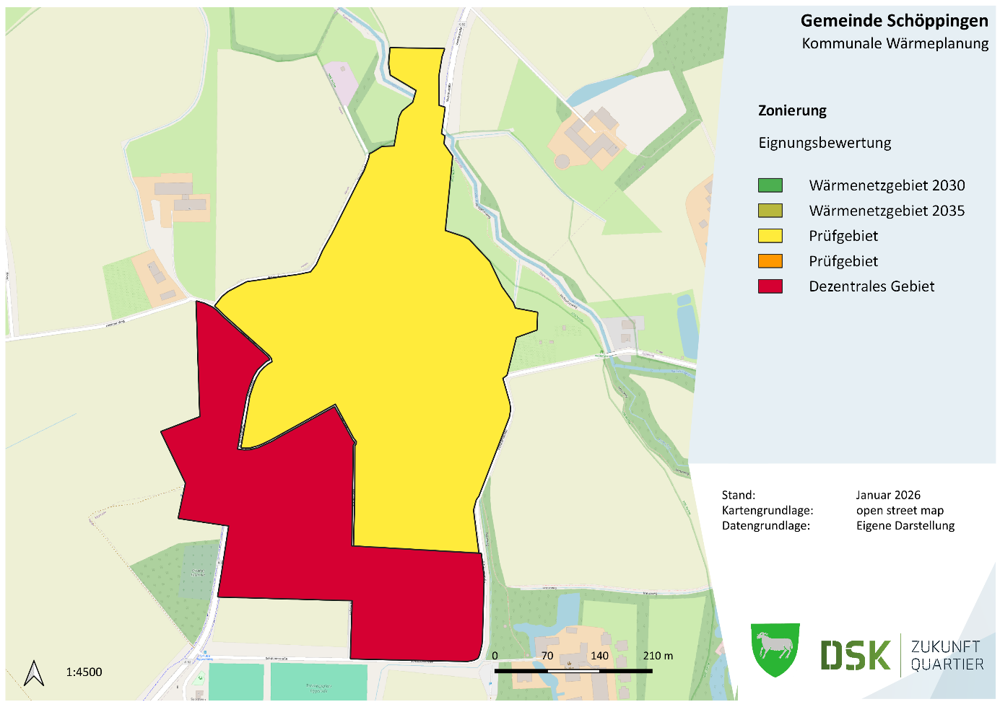 Gemeinde Schöppingen
Kommunale Wärmeplanung
Zonierung
Eignungsbewertung
Wärmenetzgebiet 2030
Wärmenetzgebiet 2035
Prüfgebiet
Prüfgebiet
Dezentrales Gebiet
Stand: Januar 2026
Kartengrundlage: open street map
Datengrundlage: Eigene Darstellung
1:4500
0 70 140 210 m
DSK ZUKUNFT
QUARTIER